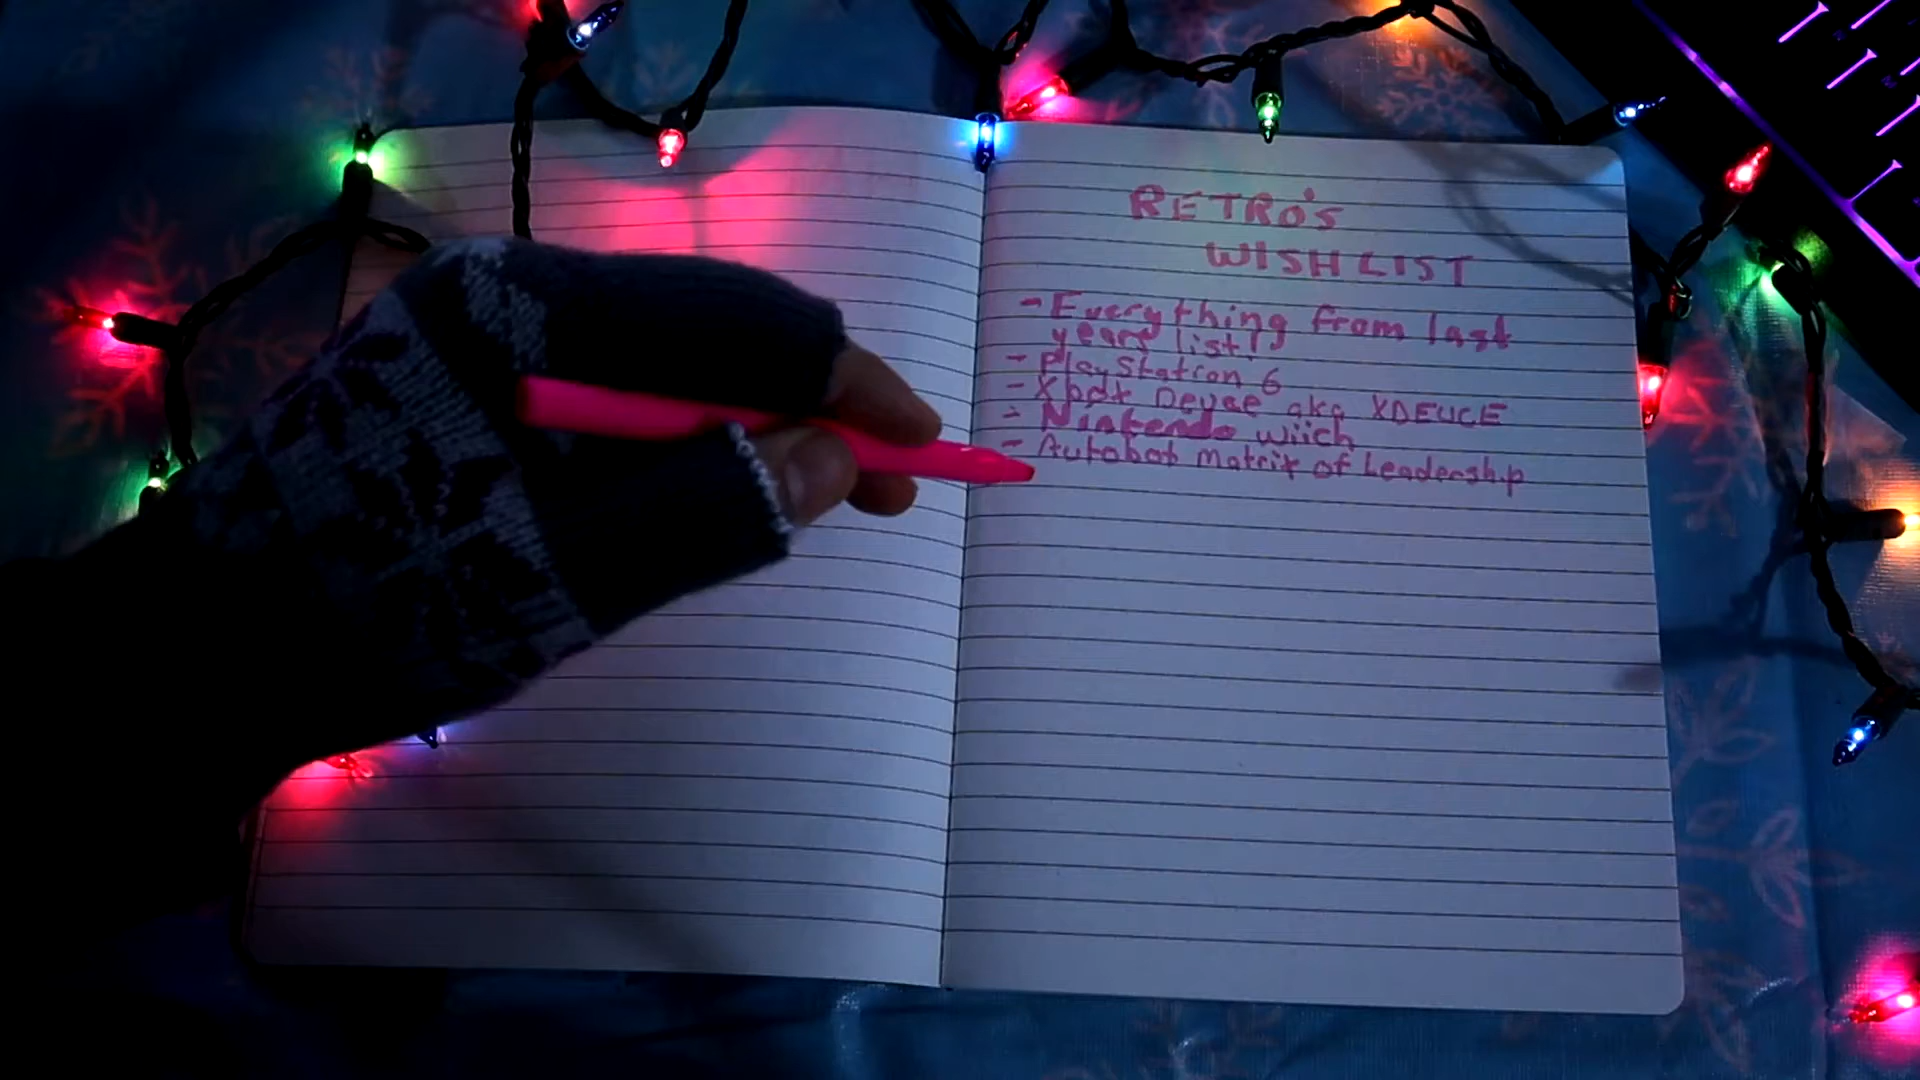 RETRO'S
WISH LIST
- Everything from last
years list!
- PlayStation 6
- Xbox Deuce aka XDEUCE
- Nintendo wiich
- Autobot Matrix of Leadership